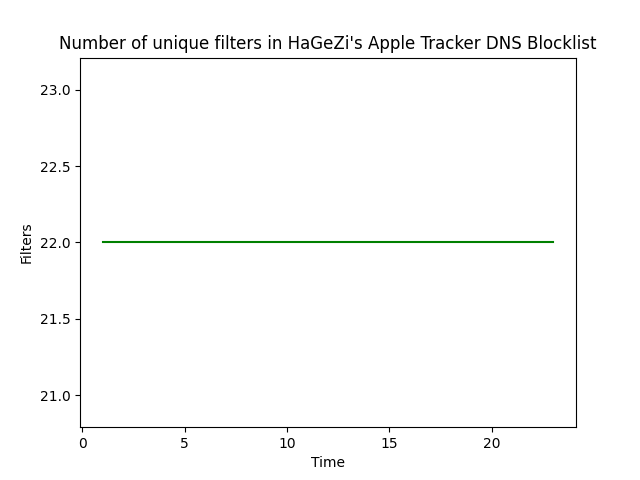 Number of unique filters in HaGeZi's Apple Tracker DNS Blocklist
23.0
22.5
22.0
21.5
21.0
Filters
0 5 10 15 20
Time